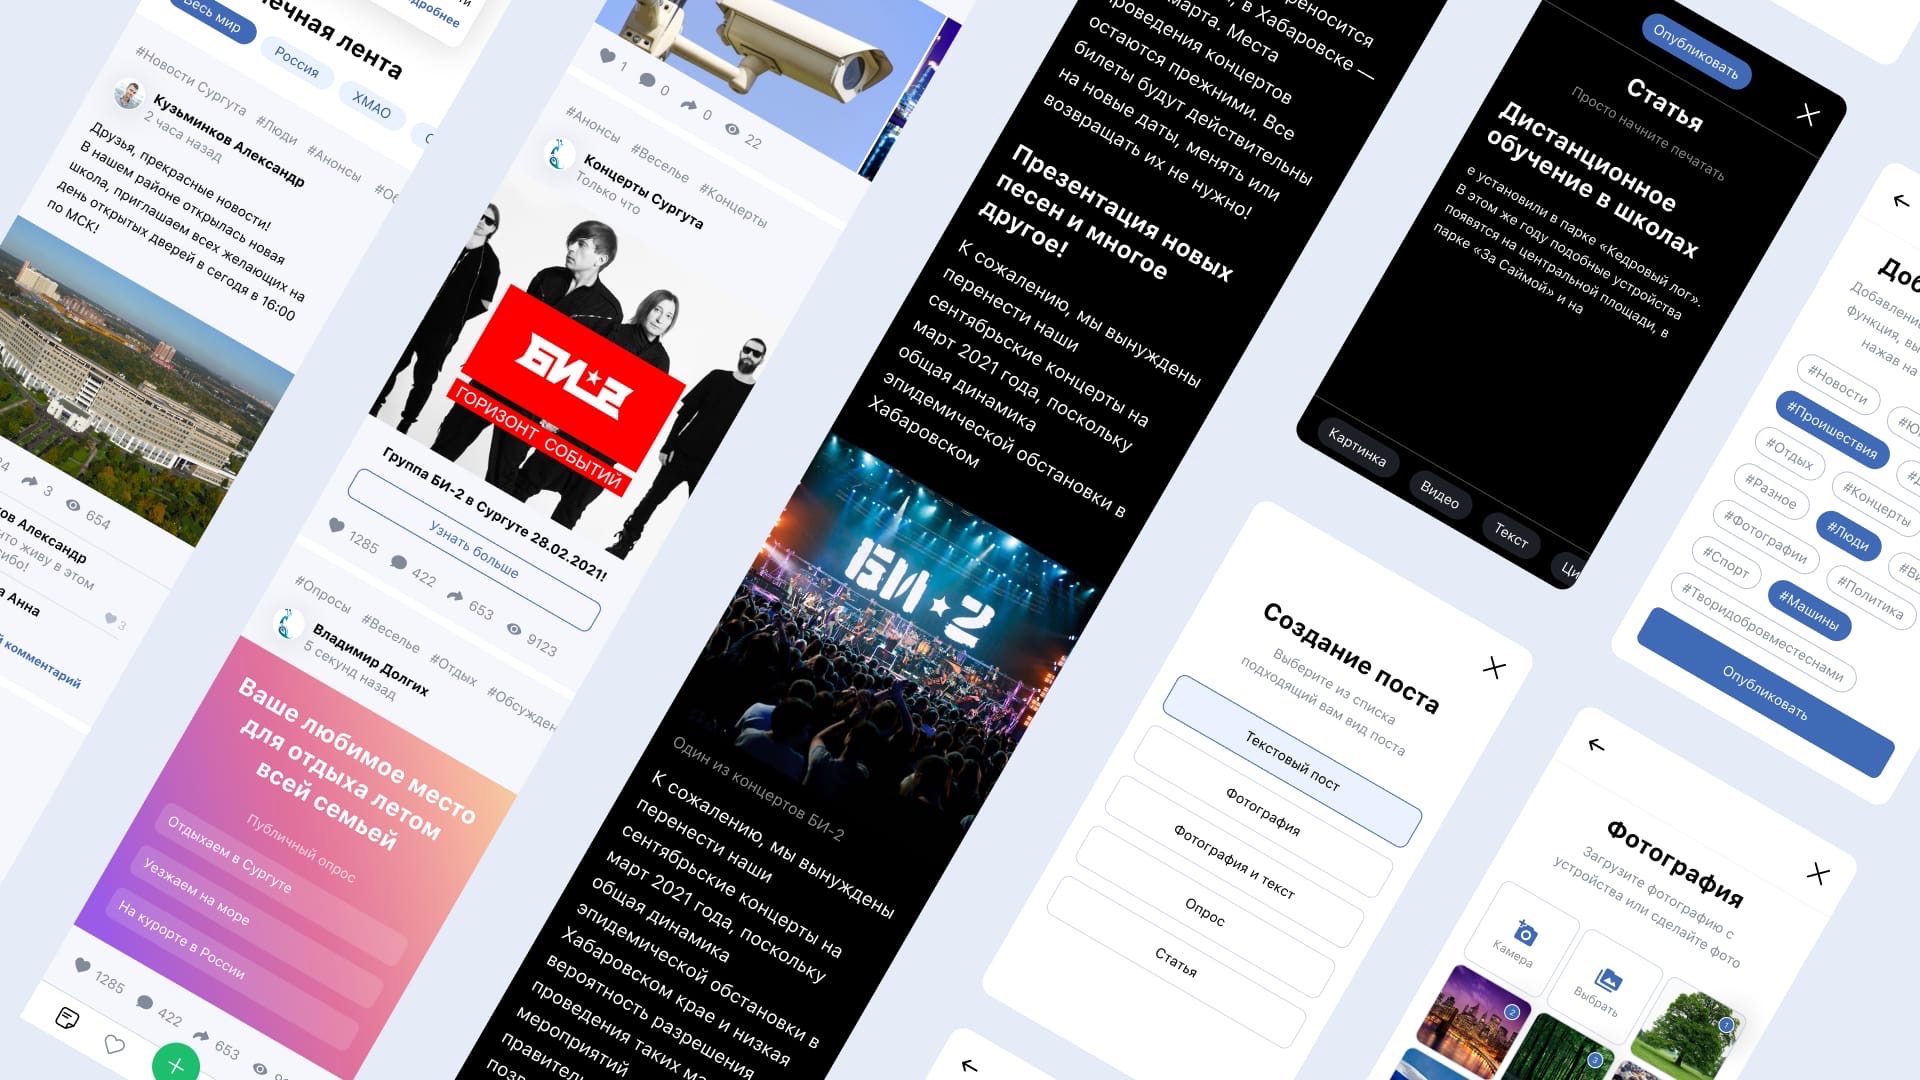 ечная лента
Весь мир
Россия
ХМАО
#Новости Сургута #Люди #Анонсы
Кузьминков Александр
2 часа назад
Друзья, прекрасные новости!
В нашем районе открылась новая
школа, приглашаем всех желающих на
день открытых дверей в сегодя в 16:00
по МСК!
3
654
ов Александр
что живу в этом
сибо!
а Анна
3
й комментарий
1
0
0
22
#Анонсы #Веселье #Концерты
Концерты Сургута
Только что
БИ★2
ГОРИЗОНТ СОБЫТИЙ
Группа БИ-2 в Сургуте 28.02.2021!
Узнать больше
1285
422
653
9123
#Опросы #Веселье #Отдых #Обсужден
Владимир Долгих
5 секунд назад
Ваше любимое место
для отдыха летом
всей семьей
Публичный опрос
Отдыхаем в Сургуте
Уезжаем на море
На курорте в России
1285
422
653
реносится
, в Хабаровске —
марта. Места
проведения концертов
остаются прежними. Все
билеты будут действительны
на новые даты, менять или
возвращать их не нужно!
Презентация новых
песен и многое
другое!
К сожалению, мы вынуждены
перенести наши
сентябрьские концерты на
март 2021 года, поскольку
общая динамика
эпидемической обстановки в
Хабаровском
БИ★2
Один из концертов БИ-2
К сожалению, мы вынуждены
перенести наши
сентябрьские концерты на
март 2021 года, поскольку
общая динамика
эпидемической обстановки в
Хабаровском крае и низкая
вероятность разрешения
проведения таких ма
мероприятий
правитель
позво
Опубликовать
Статья
Просто начните печатать
Дистанционное
обучение в школах
е установили в парке «Кедровый лог».
В этом же году подобные устройства
появятся на центральной площади, в
парке «За Саймой» и на
Картинка
Видео
Текст
Ци
Создание поста
Выберите из списка
подходящий вам вид поста
Текстовый пост
Фотография
Фотография и текст
Опрос
Статья
Доб
Добавлени
функция, вы
нажав на
#Новости
#Проишествия
#Отдых
#Разное
#Концерты
#Фотографии
#Люди
#Спорт
#Политика
#Творидобровместеснами
#Машины
Опубликовать
Фотография
Загрузите фотографию с
устройства или сделайте фото
Камера
Выбрать
2
3
1